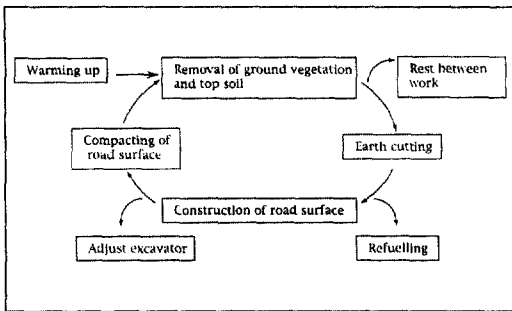 Warming up
Removal of ground vegetation
and top soil
Rest between
work
Compacting of
road surface
Earth cutting
Construction of road surface
Adjust excavator
Refuelling